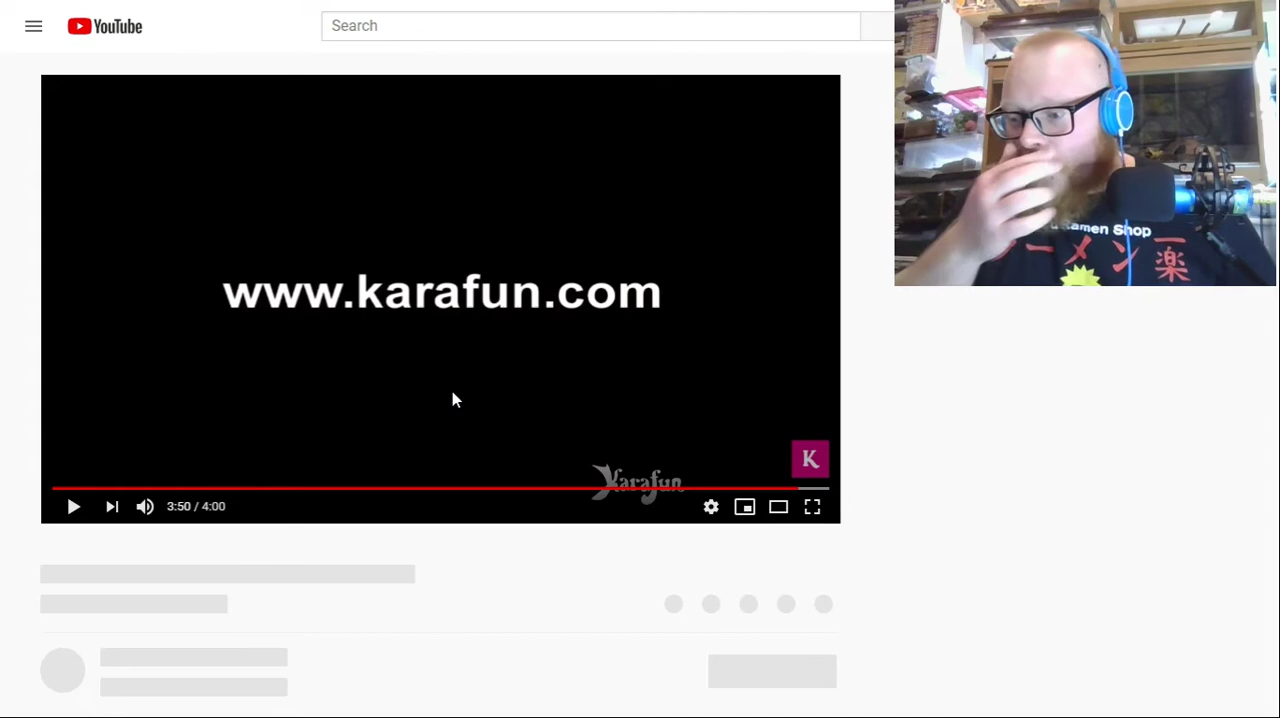 YouTube
Search
www.karafun.com
K
Karafun
3:50 / 4:00
Ramen Shop
ラーメン一楽